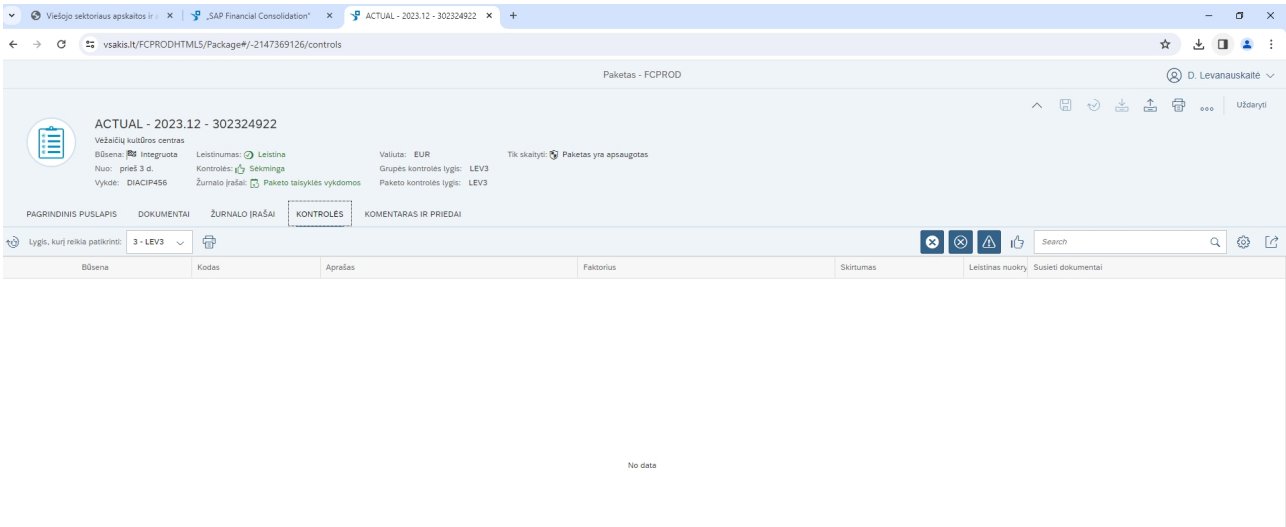 Viešojo sektoriaus apskaitos ir
„SAP Financial Consolidation"
ACTUAL - 2023.12 - 302324922
vsakis.lt/FCPRODHTML5/Package#/-2147369126/controls
Paketas - FCPROD
D. Levanauskaitė
Uždaryti
ACTUAL - 2023.12 - 302324922
Vėžaičių kultūros centras
Būsena: Integruota Leistinumas: Leistina Valiuta: EUR Tik skaityti: Paketas yra apsaugotas
Nuo: prieš 3 d. Kontrolės: Sėkminga Grupės kontrolės lygis: LEV3
Vykdė: DIACIP456 Žurnalo įrašai: Paketo taisyklės vykdomos Paketo kontrolės lygis: LEV3
PAGRINDINIS PUSLAPIS DOKUMENTAI ŽURNALO ĮRAŠAI KONTROLĖS KOMENTARAS IR PRIEDAI
Lygis, kurį reikia patikrinti: 3 - LEV3 Search
Būsena Kodas Aprašas Faktorius Skirtumas Leistinas nuokry Susieti dokumentai
No data